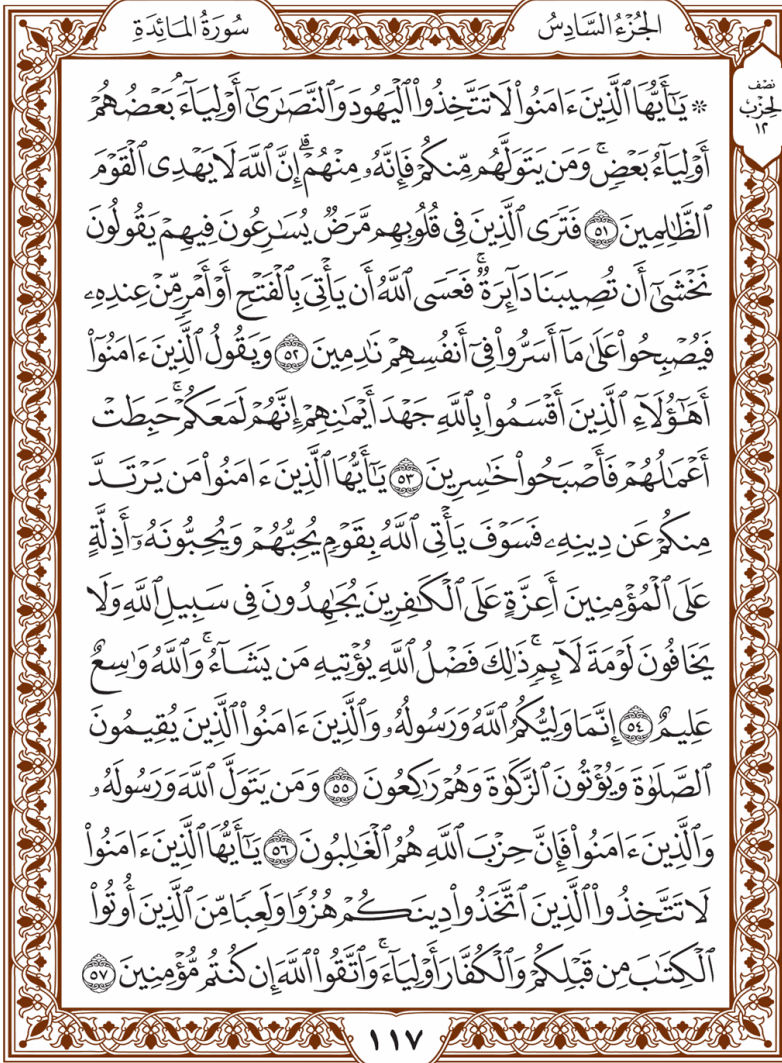 الجُزْءُ السَّادِسُ
سُورَةُ المَائِدَةِ
نصف
الحِزْبِ
١٢
۞ يَـٰٓأَيُّهَا ٱلَّذِينَ ءَامَنُوا۟ لَا تَتَّخِذُوا۟ ٱلْيَهُودَ وَٱلنَّصَـٰرَىٰٓ أَوْلِيَآءَ ۘ بَعْضُهُمْ
أَوْلِيَآءُ بَعْضٍ ۚ وَمَن يَتَوَلَّهُم مِّنكُمْ فَإِنَّهُۥ مِنْهُمْ ۗ إِنَّ ٱللَّهَ لَا يَهْدِى ٱلْقَوْمَ
ٱلظَّـٰلِمِينَ ٥١ فَتَرَى ٱلَّذِينَ فِى قُلُوبِهِم مَّرَضٌ يُسَـٰرِعُونَ فِيهِمْ يَقُولُونَ
نَخْشَىٰٓ أَن تُصِيبَنَا دَآئِرَةٌ ۚ فَعَسَى ٱللَّهُ أَن يَأْتِىَ بِٱلْفَتْحِ أَوْ أَمْرٍ مِّنْ عِندِهِۦ
فَيُصْبِحُوا۟ عَلَىٰ مَآ أَسَرُّوا۟ فِىٓ أَنفُسِهِمْ نَـٰدِمِينَ ٥٢ وَيَقُولُ ٱلَّذِينَ ءَامَنُوٓا۟
أَهَـٰٓؤُلَآءِ ٱلَّذِينَ أَقْسَمُوا۟ بِٱللَّهِ جَهْدَ أَيْمَـٰنِهِمْ إِنَّهُمْ لَمَعَكُمْ ۚ حَبِطَتْ
أَعْمَـٰلُهُمْ فَأَصْبَحُوا۟ خَـٰسِرِينَ ٥٣ يَـٰٓأَيُّهَا ٱلَّذِينَ ءَامَنُوا۟ مَن يَرْتَدَّ
مِنكُمْ عَن دِينِهِۦ فَسَوْفَ يَأْتِى ٱللَّهُ بِقَوْمٍ يُحِبُّهُمْ وَيُحِبُّونَهُۥٓ أَذِلَّةٍ
عَلَى ٱلْمُؤْمِنِينَ أَعِزَّةٍ عَلَى ٱلْكَـٰفِرِينَ يُجَـٰهِدُونَ فِى سَبِيلِ ٱللَّهِ وَلَا
يَخَافُونَ لَوْمَةَ لَآئِمٍ ۚ ذَٰلِكَ فَضْلُ ٱللَّهِ يُؤْتِيهِ مَن يَشَآءُ ۚ وَٱللَّهُ وَٰسِعٌ
عَلِيمٌ ٥٤ إِنَّمَا وَلِيُّكُمُ ٱللَّهُ وَرَسُولُهُۥ وَٱلَّذِينَ ءَامَنُوا۟ ٱلَّذِينَ يُقِيمُونَ
ٱلصَّلَوٰةَ وَيُؤْتُونَ ٱلزَّكَوٰةَ وَهُمْ رَٰكِعُونَ ٥٥ وَمَن يَتَوَلَّ ٱللَّهَ وَرَسُولَهُۥ
وَٱلَّذِينَ ءَامَنُوا۟ فَإِنَّ حِزْبَ ٱللَّهِ هُمُ ٱلْغَـٰلِبُونَ ٥٦ يَـٰٓأَيُّهَا ٱلَّذِينَ ءَامَنُوا۟
لَا تَتَّخِذُوا۟ ٱلَّذِينَ ٱتَّخَذُوا۟ دِينَكُمْ هُزُوًا وَلَعِبًا مِّنَ ٱلَّذِينَ أُوتُوا۟
ٱلْكِتَـٰبَ مِن قَبْلِكُمْ وَٱلْكُفَّارَ أَوْلِيَآءَ ۚ وَٱتَّقُوا۟ ٱللَّهَ إِن كُنتُم مُّؤْمِنِينَ ٥٧
١١٧